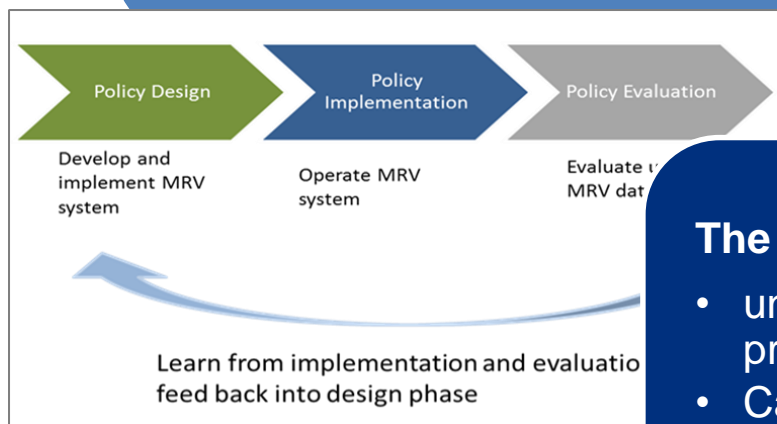 Policy Design
Policy
Implementation
Policy Evaluation
Develop and
implement MRV
system
Operate MRV
system
Evaluate
MRV
Learn from implementation and
feed back into design phase
The